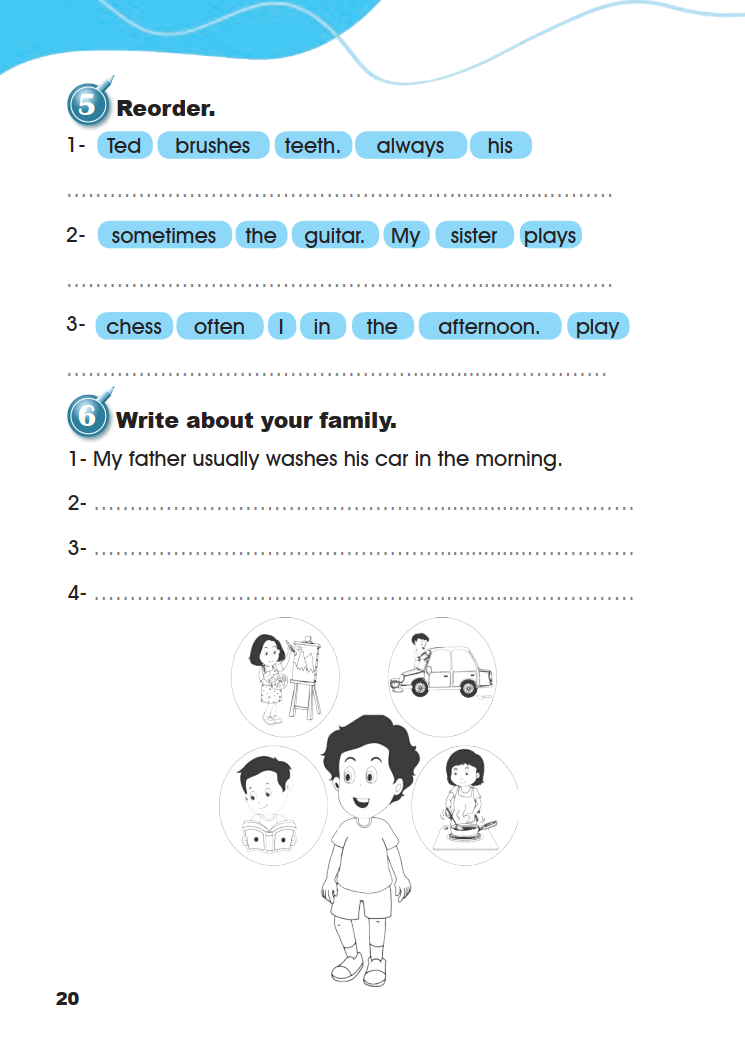 5 Reorder.
1- Ted brushes teeth. always his
................................................................................
2- sometimes the guitar. My sister plays
................................................................................
3- chess often I in the afternoon. play
................................................................................
6 Write about your family.
1- My father usually washes his car in the morning.
2- ................................................................................
3- ................................................................................
4- ................................................................................
20